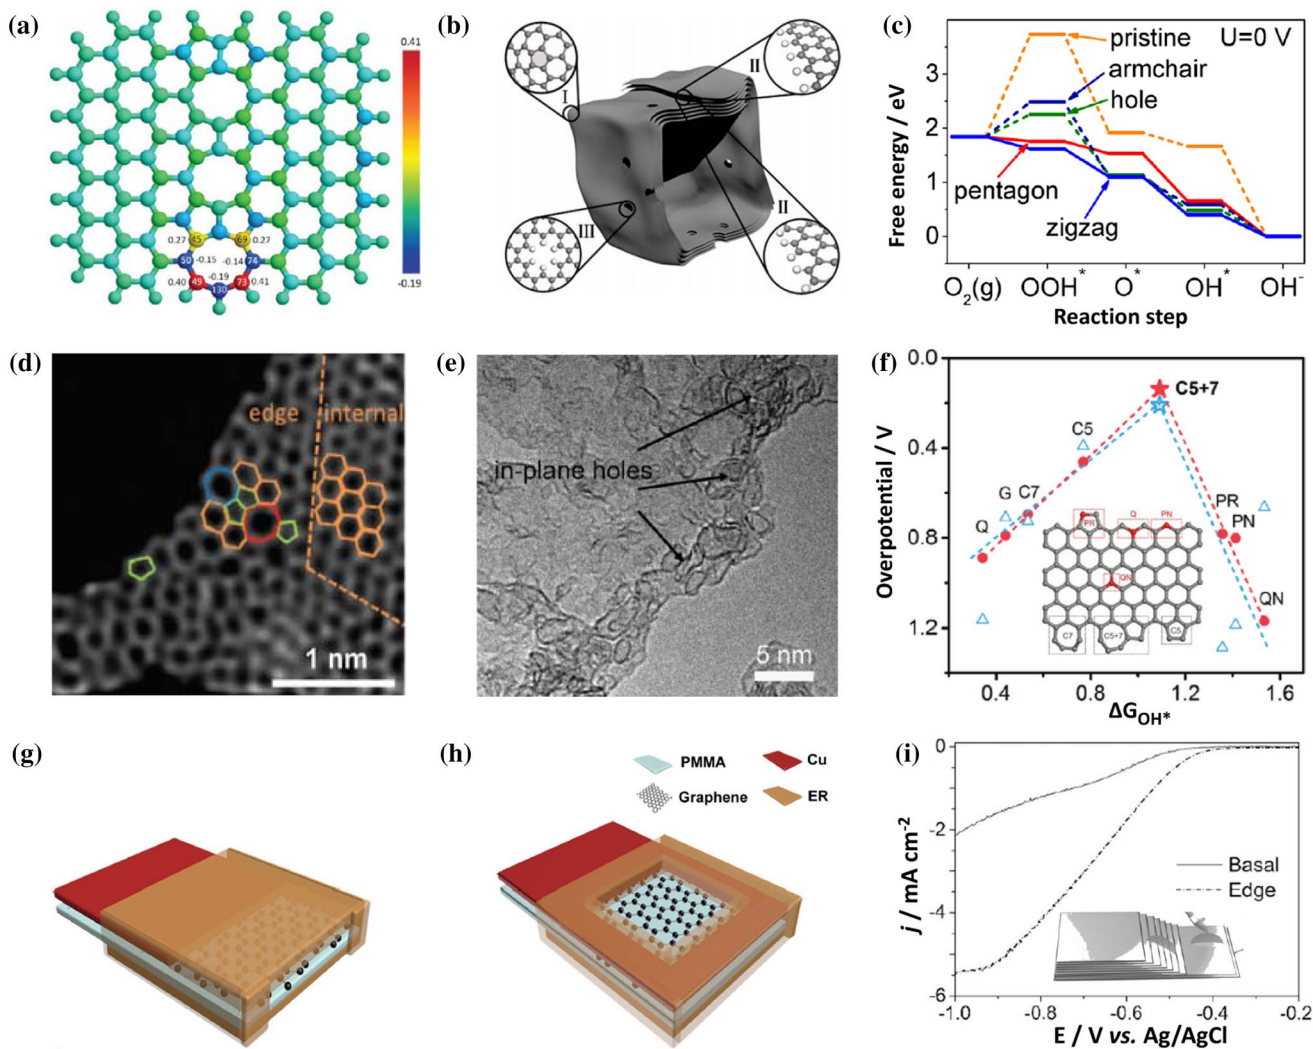 (a)
0.41
0.27 45 69 0.27
50 -0.15 -0.14 74
-0.19
0.40 49 73 0.41
130
-0.19
(b)
I
II
II
III
(c)
Free energy / eV
3
2
1
0
U=0 V
pristine
armchair
hole
pentagon
zigzag
O₂(g) OOH* O* OH* OH⁻
Reaction step
(d)
edge internal
1 nm
(e)
in-plane holes
5 nm
(f)
Overpotential / V
0.0
0.4
0.8
1.2
C5+7
C5
G C7
Q
PR
PN
QN
PR Q PN
QN
C7 C5+7 C5
0.4 0.8 1.2 1.6
ΔG_OH*
(g)
(h)
PMMA Cu
Graphene ER
(i)
j / mA cm⁻²
0
-2
-4
-6
Basal
Edge
-1.0 -0.8 -0.6 -0.4 -0.2
E / V vs. Ag/AgCl